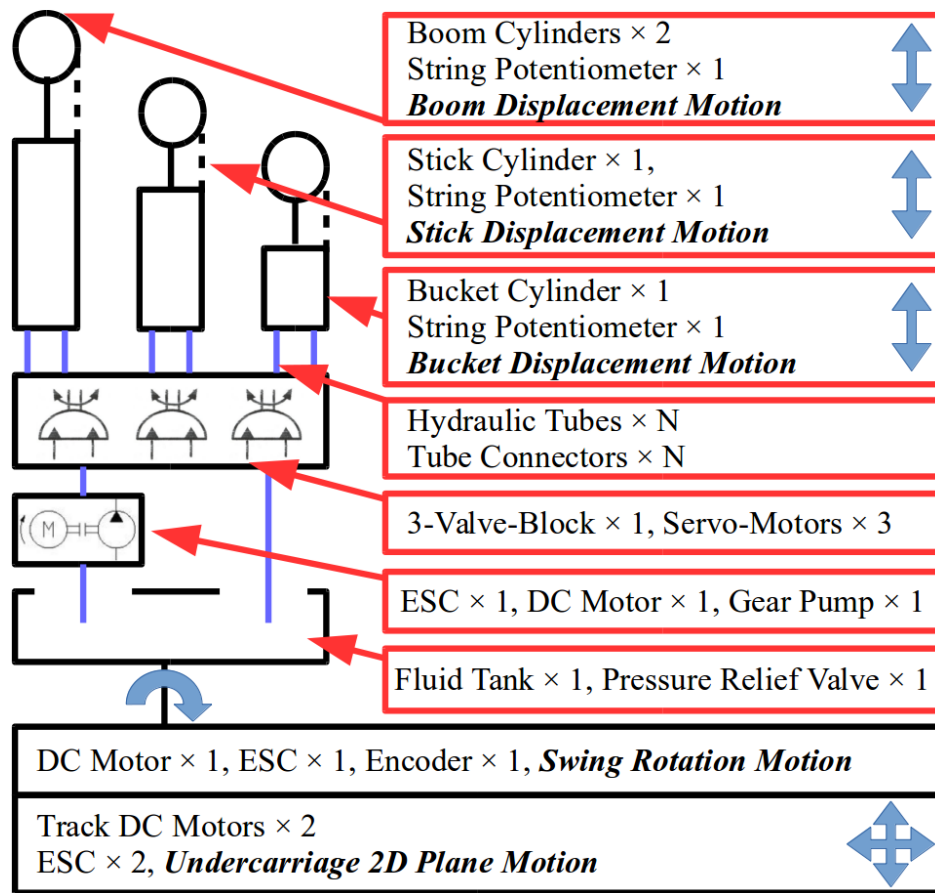 Boom Cylinders × 2
String Potentiometer × 1
Boom Displacement Motion
Stick Cylinder × 1,
String Potentiometer × 1
Stick Displacement Motion
Bucket Cylinder × 1
String Potentiometer × 1
Bucket Displacement Motion
Hydraulic Tubes × N
Tube Connectors × N
3-Valve-Block × 1, Servo-Motors × 3
M
ESC × 1, DC Motor × 1, Gear Pump × 1
Fluid Tank × 1, Pressure Relief Valve × 1
DC Motor × 1, ESC × 1, Encoder × 1, Swing Rotation Motion
Track DC Motors × 2
ESC × 2, Undercarriage 2D Plane Motion